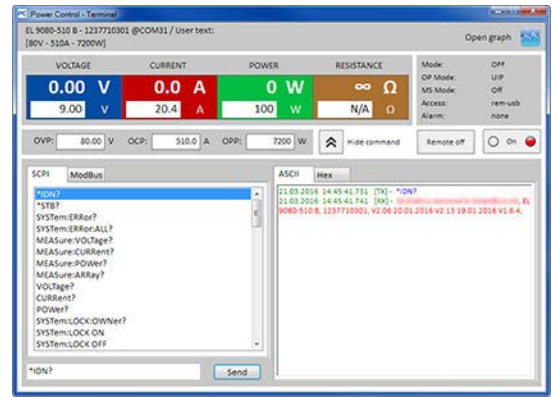 Power Control - Terminal
EL 9080-510 B - 1237710301 @COM31 / User text:
[80V - 510A - 7200W]
Open graph
VOLTAGE CURRENT POWER RESISTANCE
0.00 V 0.0 A 0 W ∞ Ω
9.00 V 20.4 A 100 W N/A Ω
Mode: OFF
OP Mode: UIP
MS Mode: Off
Access: rem-usb
Alarm: none
OVP: 80.00 V OCP: 510.0 A OPP: 7200 W Hide command Remote off On
SCPI ModBus
*IDN?
*STB?
SYSTem:ERRor?
SYSTem:ERRor:ALL?
MEASure:VOLTage?
MEASure:CURRent?
MEASure:POWer?
MEASure:ARRay?
VOLTage?
CURRent?
POWer?
SYSTem:LOCK:OWNer?
SYSTem:LOCK ON
SYSTem:LOCK OFF
*IDN? Send
ASCII Hex
21.03.2016 14:45:41.731 [TX] - *IDN?
21.03.2016 14:45:41.741 [RX] - , EL
9080-510 B, 1237710301, V2.06 20.01.2016 V2.13 19.01.2016 V1.6.4,